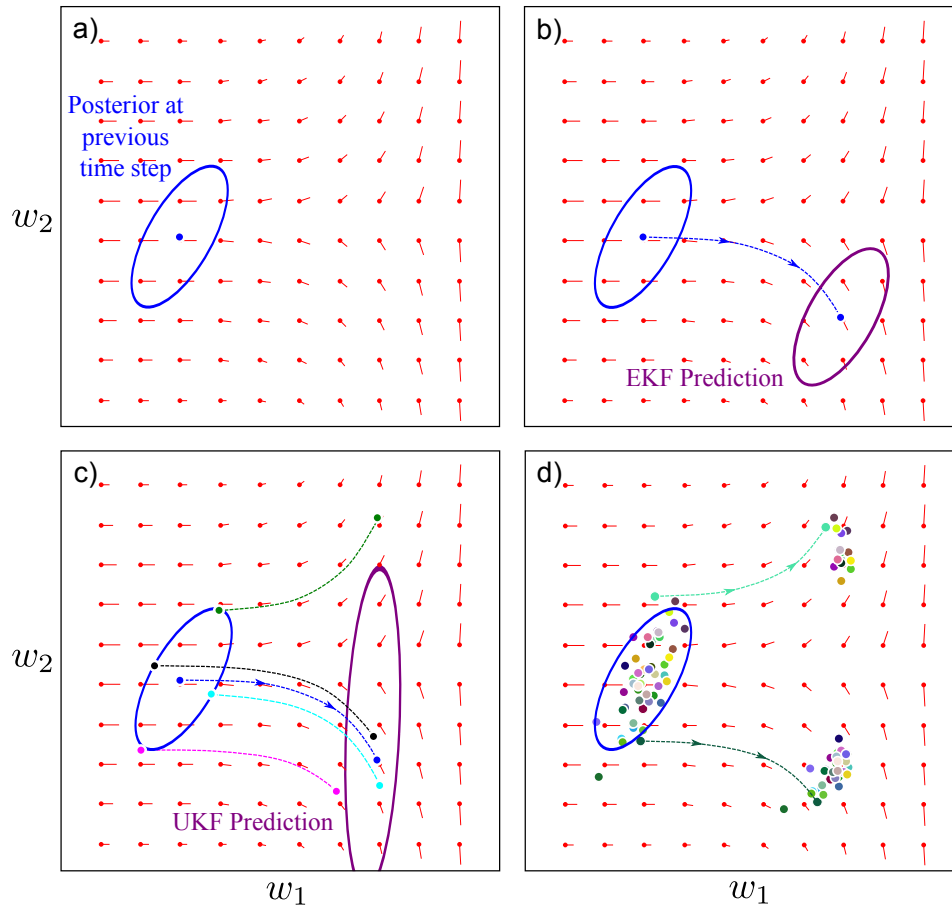 a)
Posterior at
previous
time step
w₂
b)
EKF Prediction
c)
UKF Prediction
w₂
w₁
d)
w₁